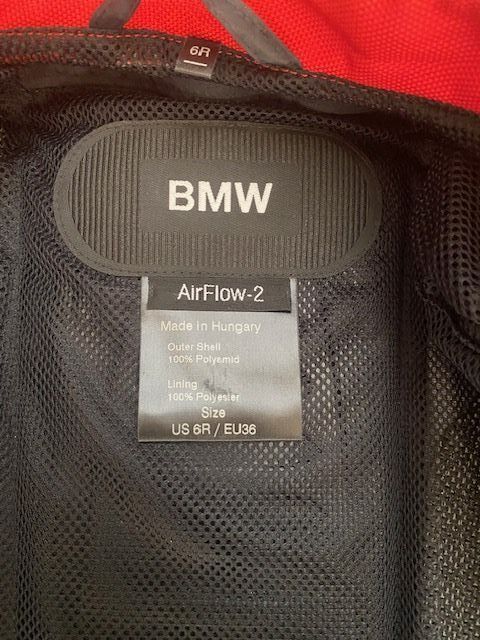 6R
BMW
AirFlow-2
Made in Hungary
Outer Shell
100% Polyamid
Lining
100% Polyester
Size
US 6R / EU36